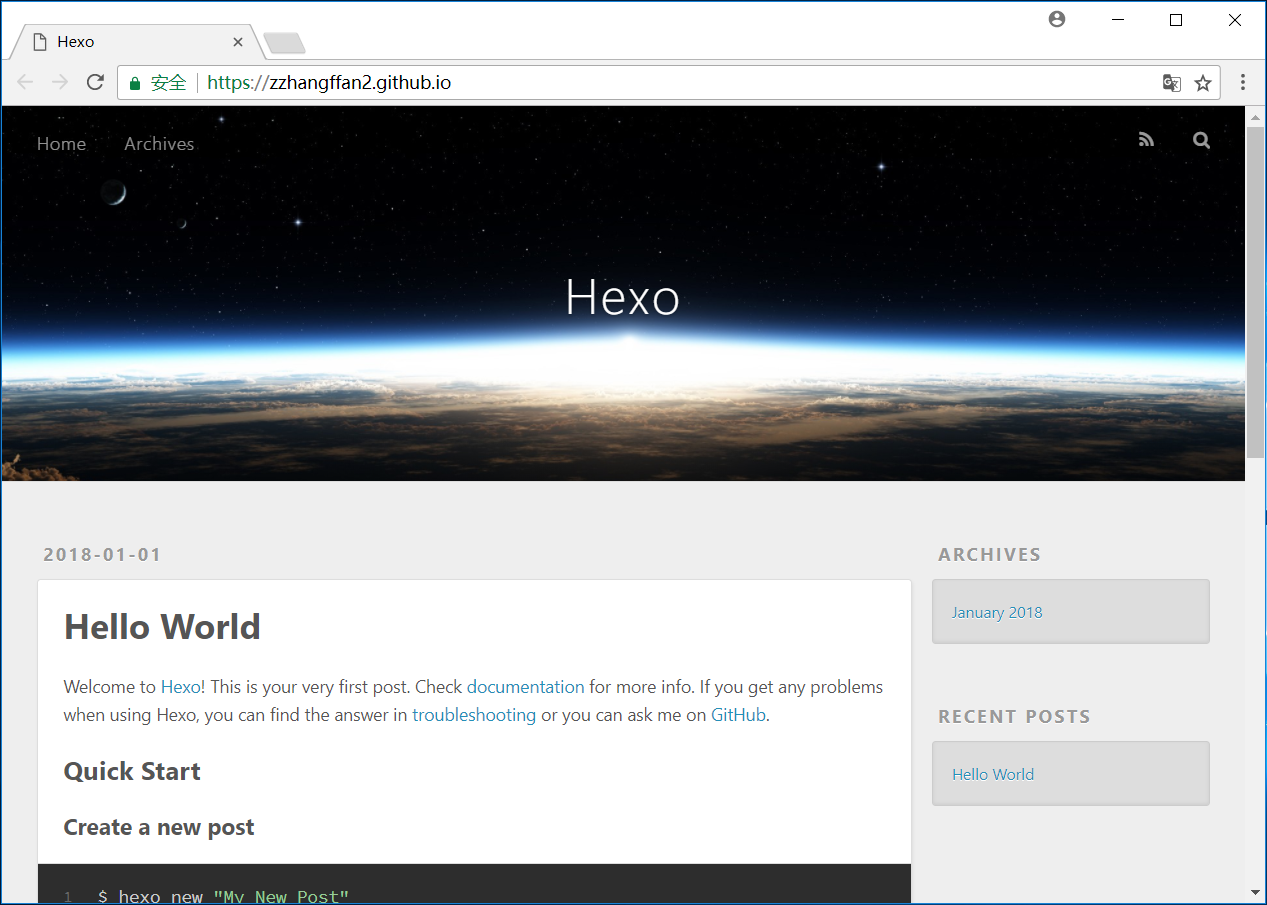 Hexo
安全
https://zzhangffan2.github.io
Home Archives
Hexo
2018-01-01
Hello World
Welcome to Hexo! This is your very first post. Check documentation for more info. If you get any problems
when using Hexo, you can find the answer in troubleshooting or you can ask me on GitHub.
Quick Start
Create a new post
1 $ hexo new "My New Post"
ARCHIVES
January 2018
RECENT POSTS
Hello World